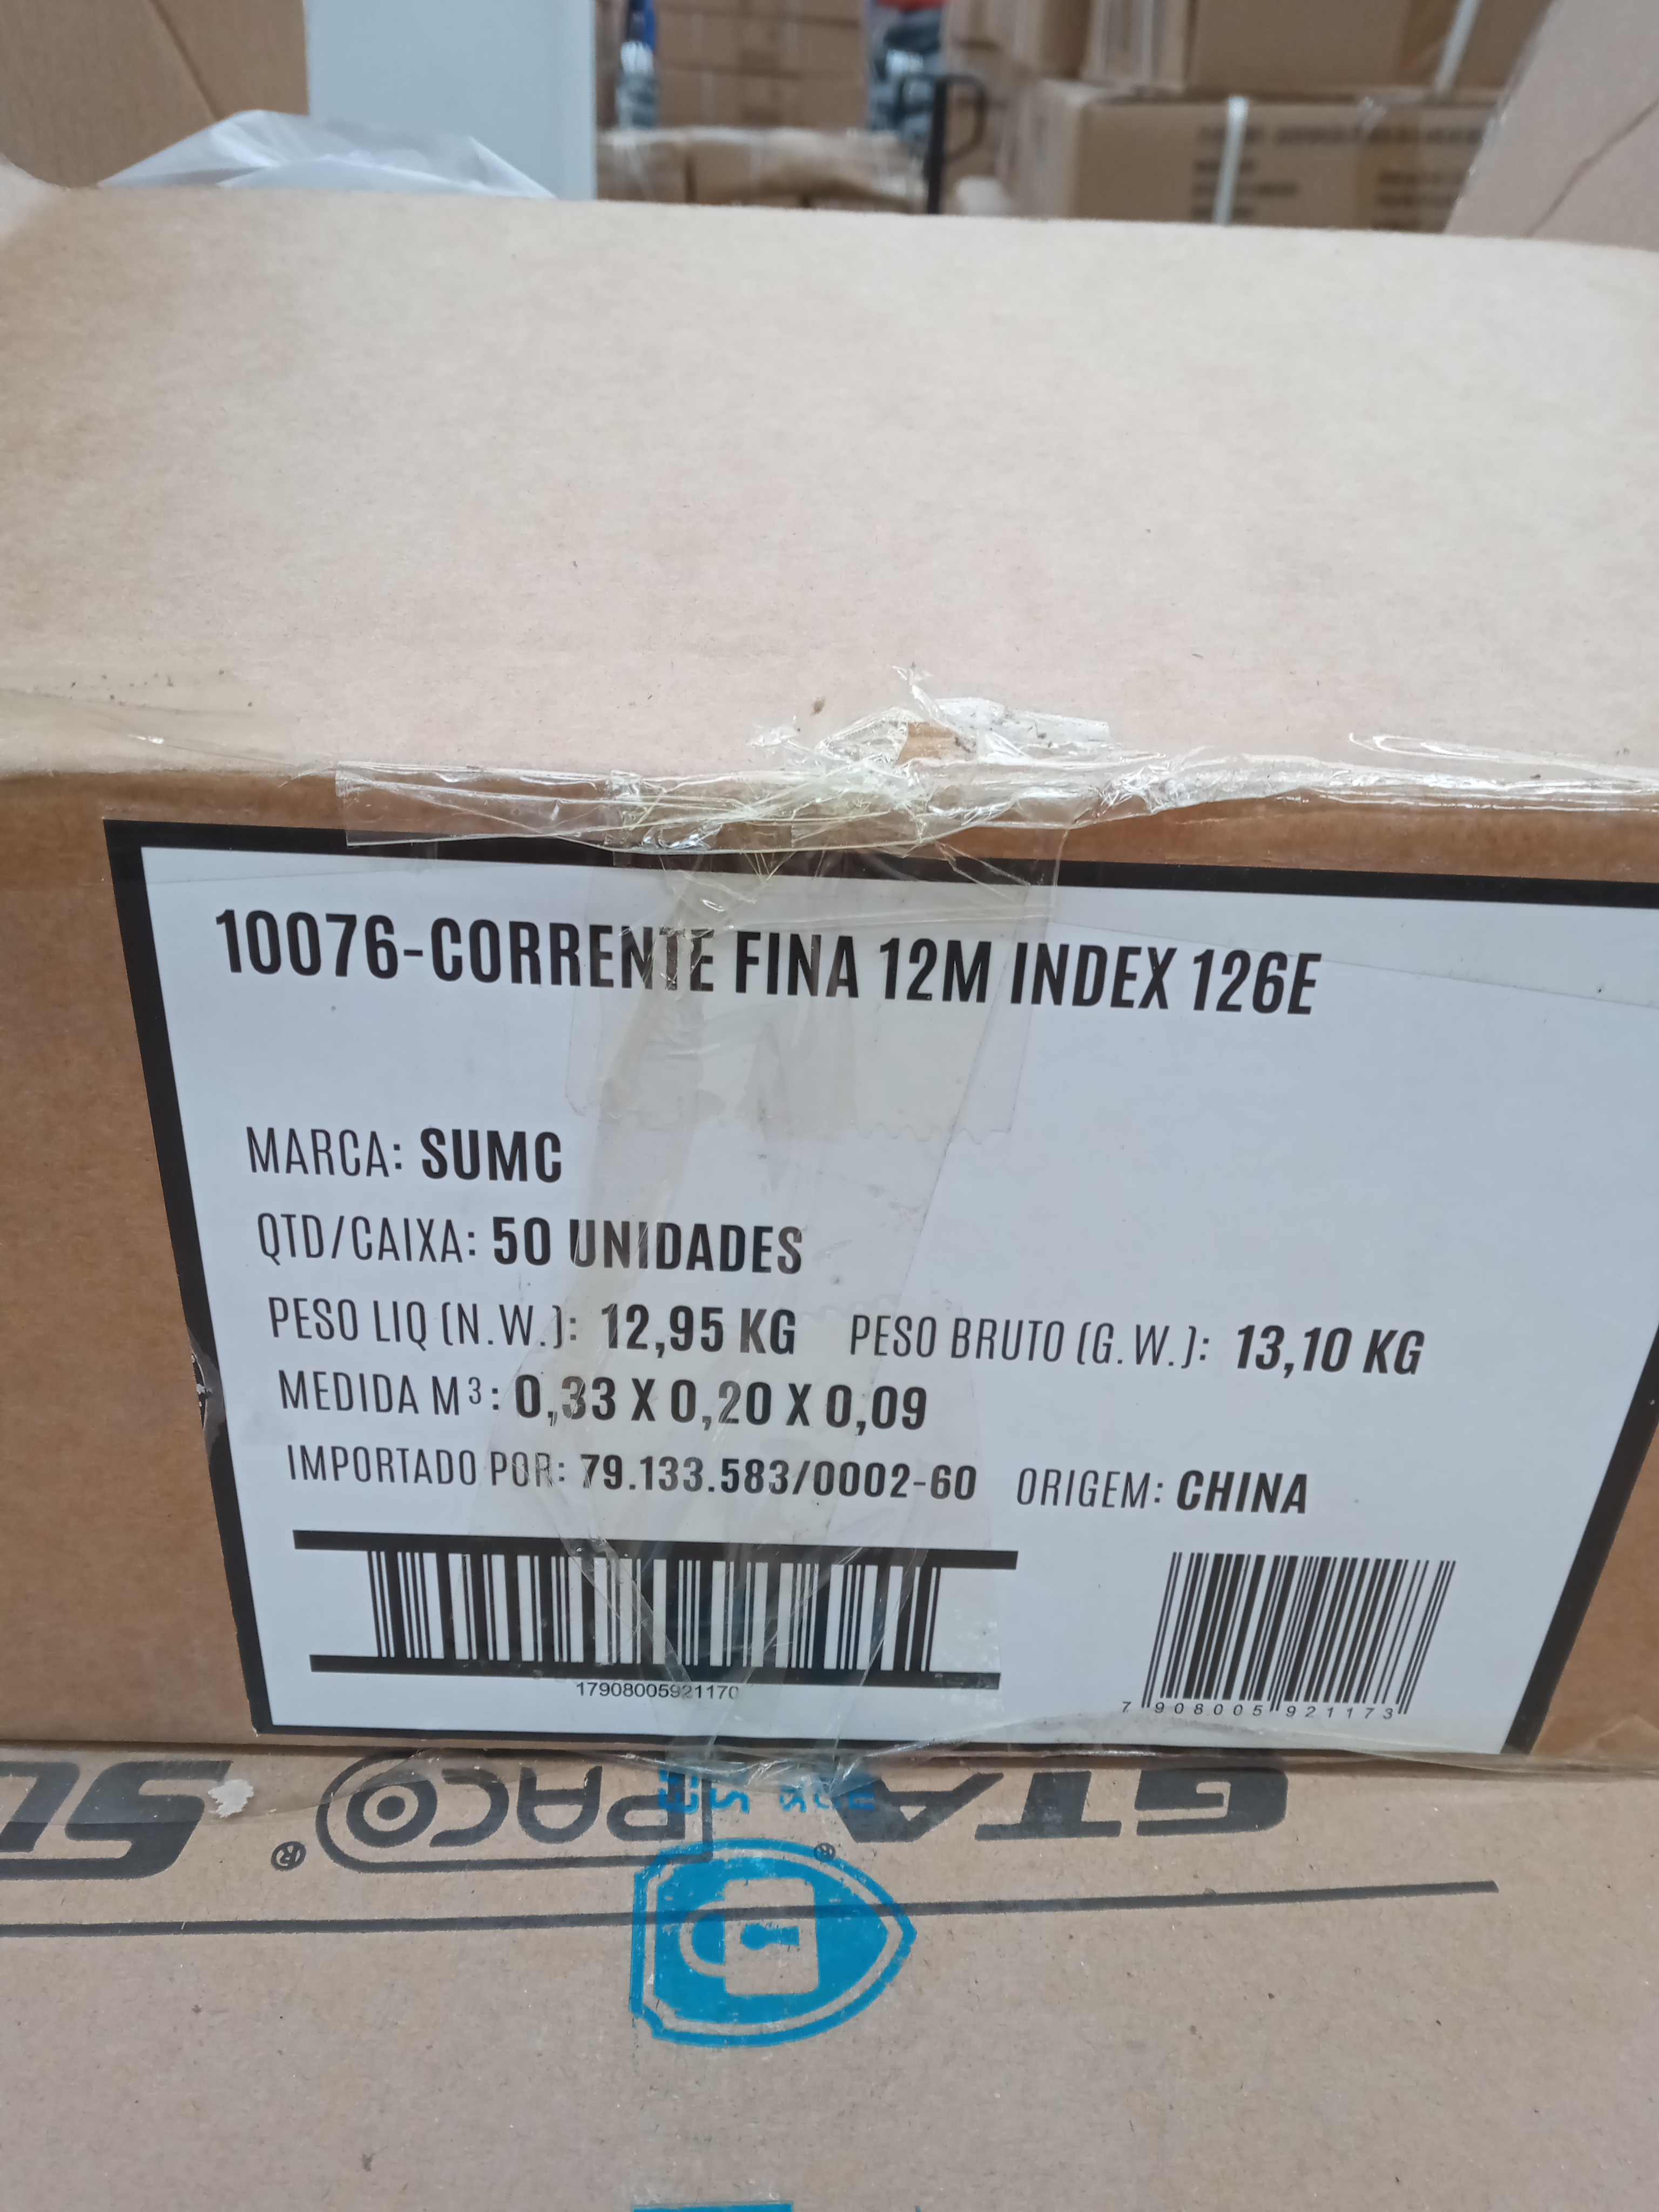 10076-CORRENTE FINA 12M INDEX 126E
MARCA: SUMC
QTD/CAIXA: 50 UNIDADES
PESO LIQ (N.W.): 12,95 KG PESO BRUTO (G.W.): 13,10 KG
MEDIDA M³: 0,33 X 0,20 X 0,09
IMPORTADO POR: 79.133.583/0002-60 ORIGEM: CHINA
17908005921170
7 908005 921173
GTA ® PACO ®